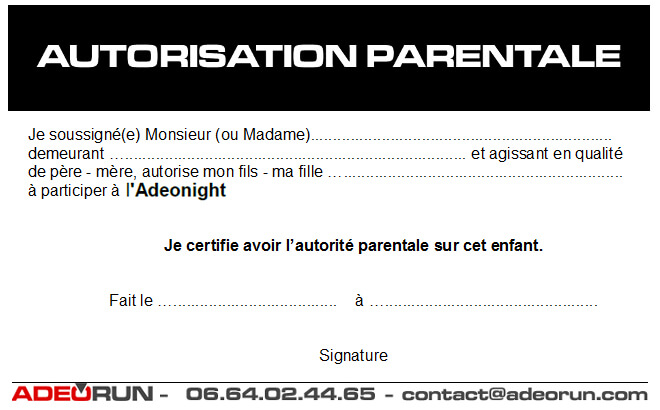 AUTORISATION PARENTALE
Je soussigné(e) Monsieur (ou Madame)..................................................................
demeurant …............................................................................. et agissant en qualité
de père - mère, autorise mon fils - ma fille …............................................................
à participer à l'Adeonight
Je certifie avoir l’autorité parentale sur cet enfant.
Fait le …................................... à …...............................................
Signature
ADEORUN - 06.64.02.44.65 - contact@adeorun.com